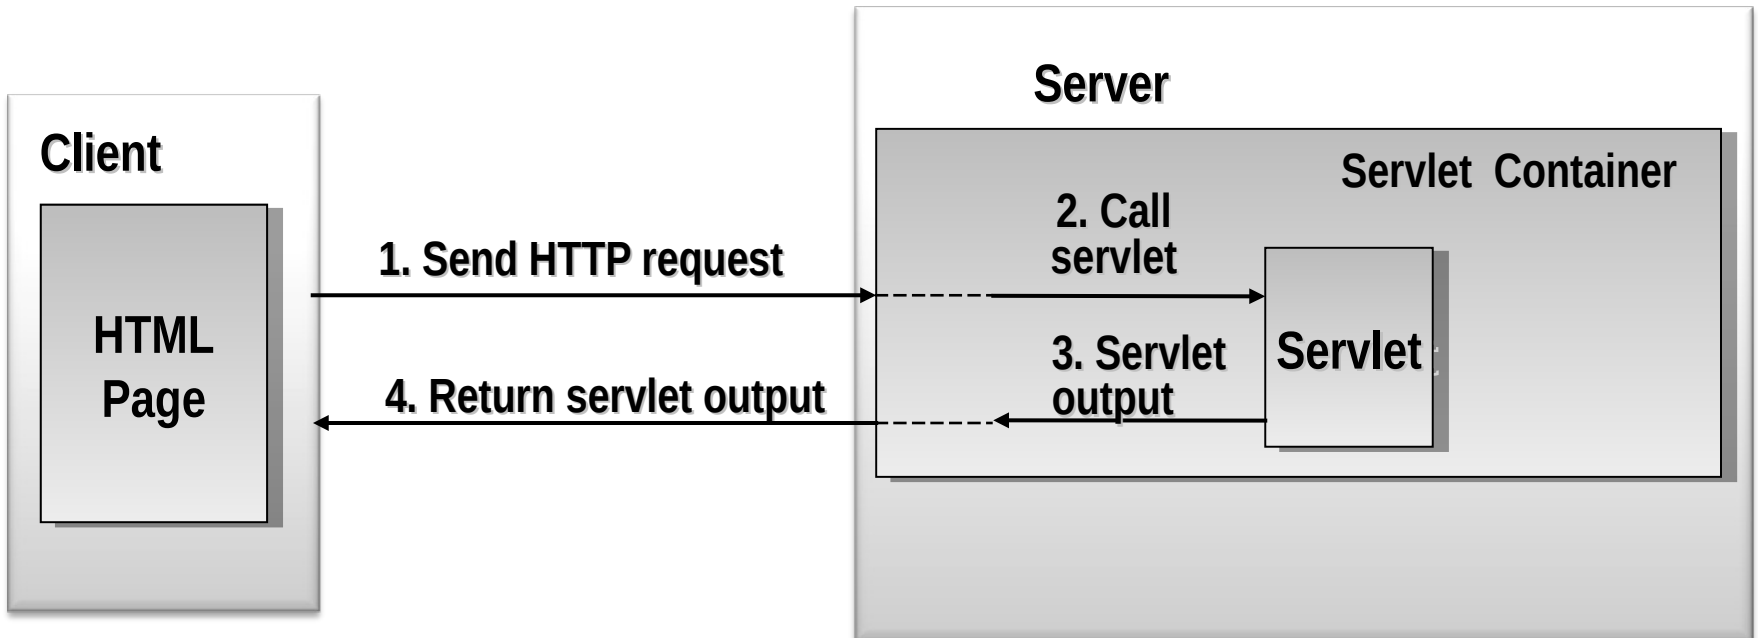 Server
Client
Servlet Container
2. Call
servlet
1. Send HTTP request
HTML
Page
Servlet
3. Servlet
output
4. Return servlet output